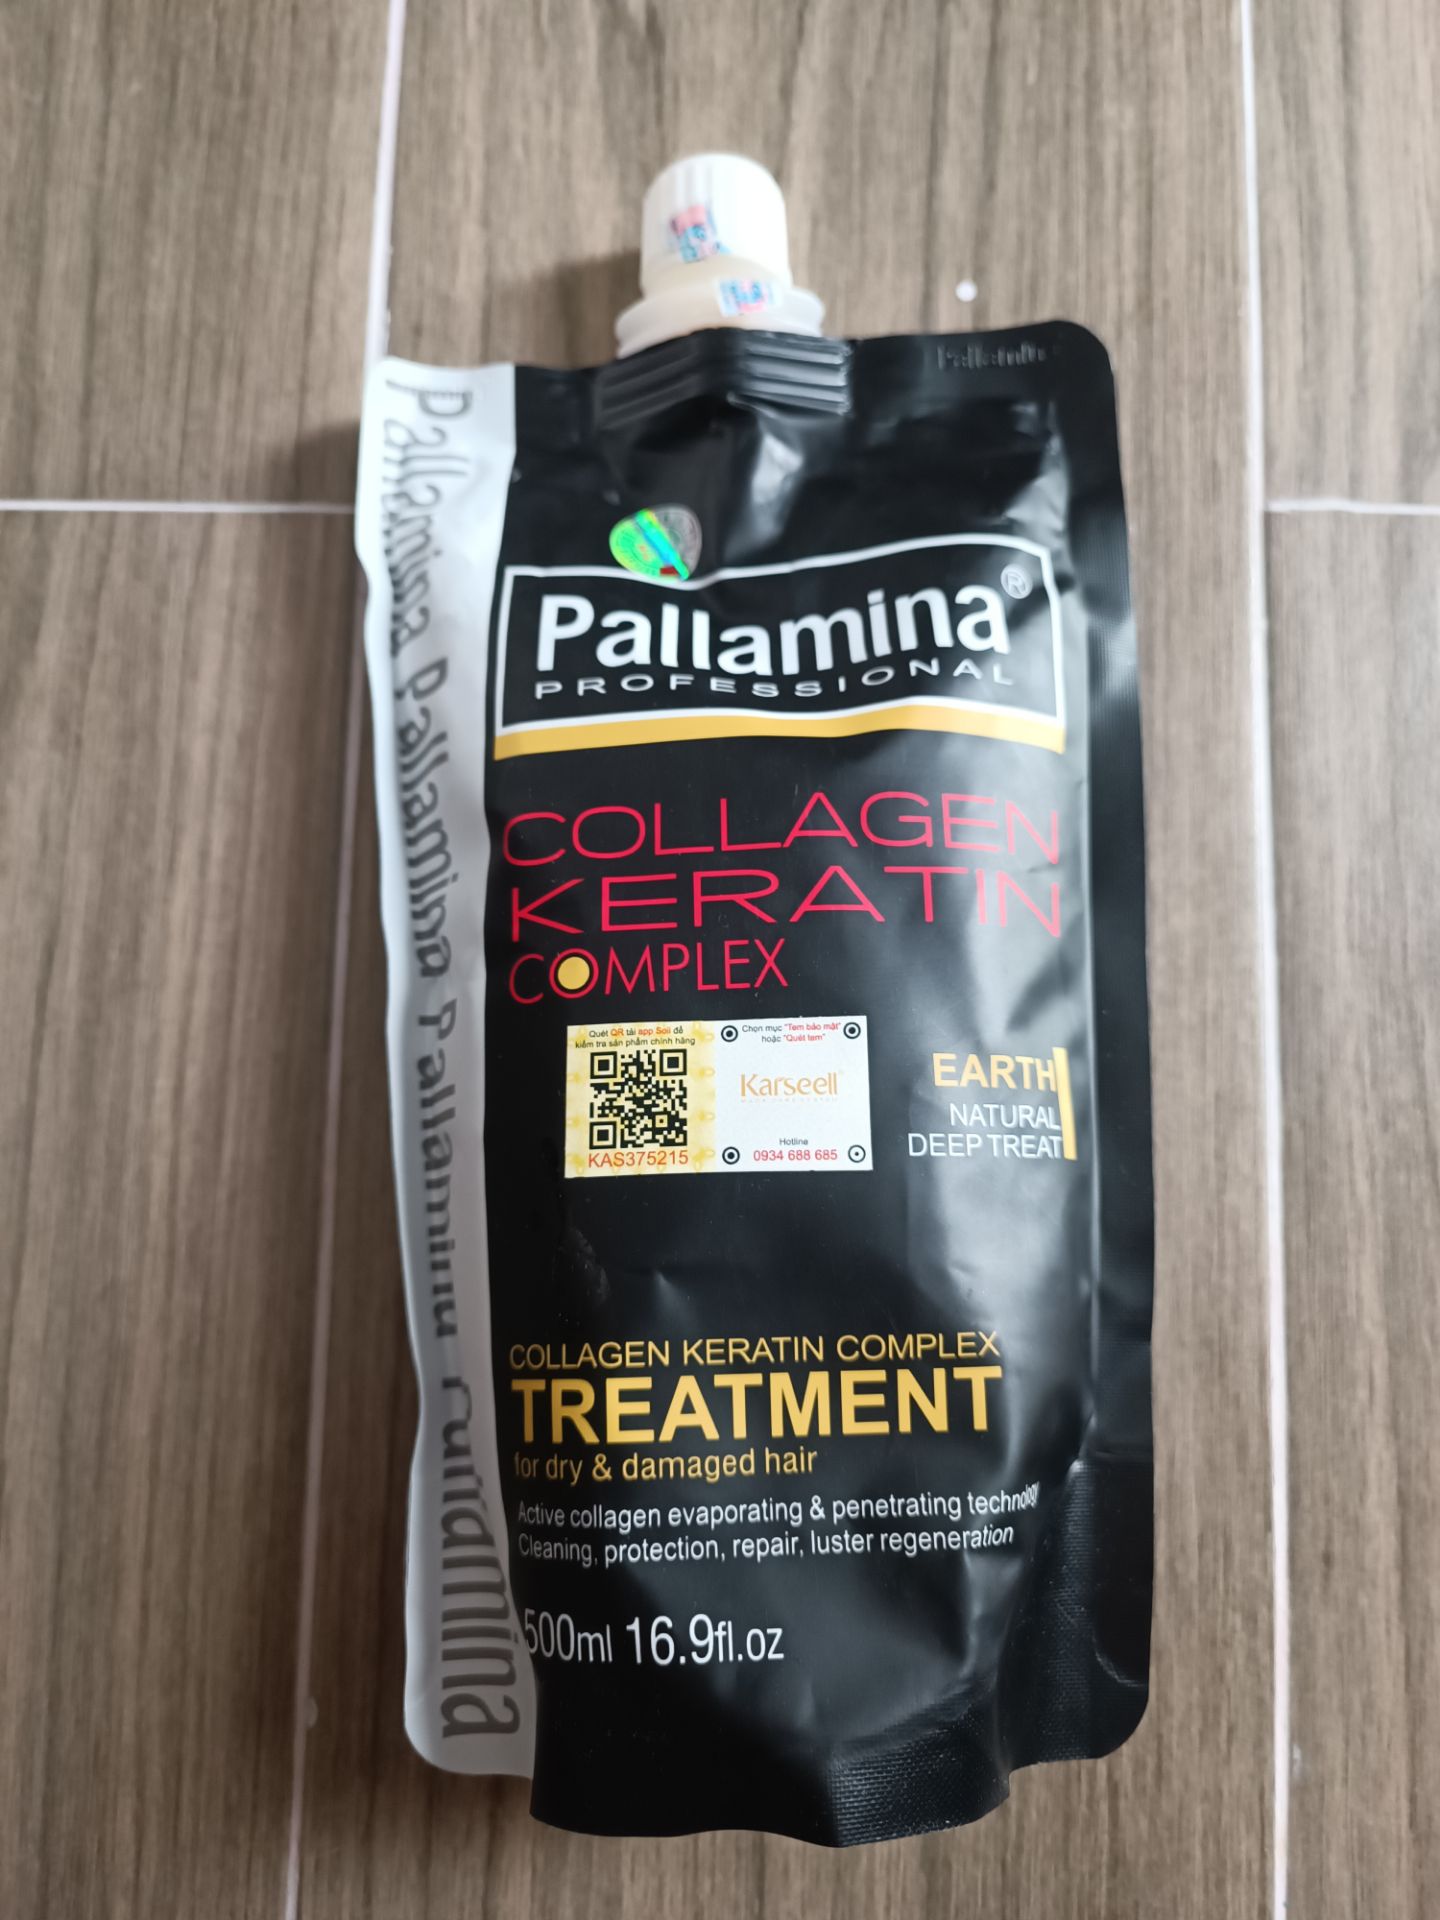 Pallamina
Pallamina®
PROFESSIONAL
COLLAGEN
KERATIN
COMPLEX
Quét QR tải app Soil để
kiểm tra sản phẩm chính hãng
KAS375215
Chọn mục "Tem bảo mật"
hoặc "Quét tem"
Karseell®
Hotline
0934 688 685
EARTH
NATURAL
DEEP TREAT
COLLAGEN KERATIN COMPLEX
TREATMENT
for dry & damaged hair
Active collagen evaporating & penetrating technology
Cleaning, protection, repair, luster regeneration
500ml 16.9fl.oz
Pallamina Pallamina Pallamina Pallamina